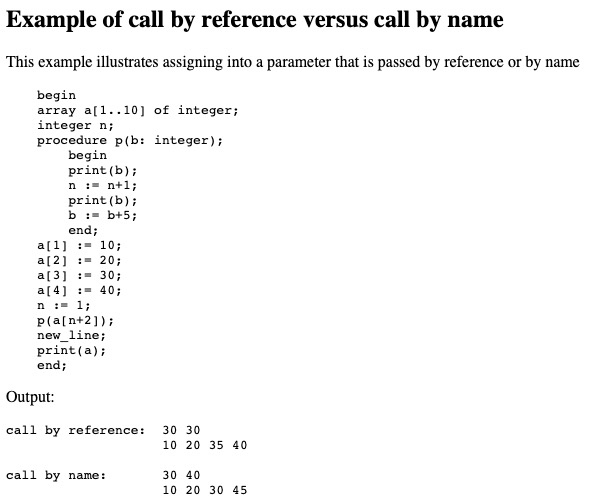 Example of call by reference versus call by name
This example illustrates assigning into a parameter that is passed by reference or by name
begin
array a[1..10] of integer;
integer n;
procedure p(b: integer);
begin
print(b);
n := n+1;
print(b);
b := b+5;
end;
a[1] := 10;
a[2] := 20;
a[3] := 30;
a[4] := 40;
n := 1;
p(a[n+2]);
new_line;
print(a);
end;
Output:
call by reference: 30 30
10 20 35 40
call by name: 30 40
10 20 30 45